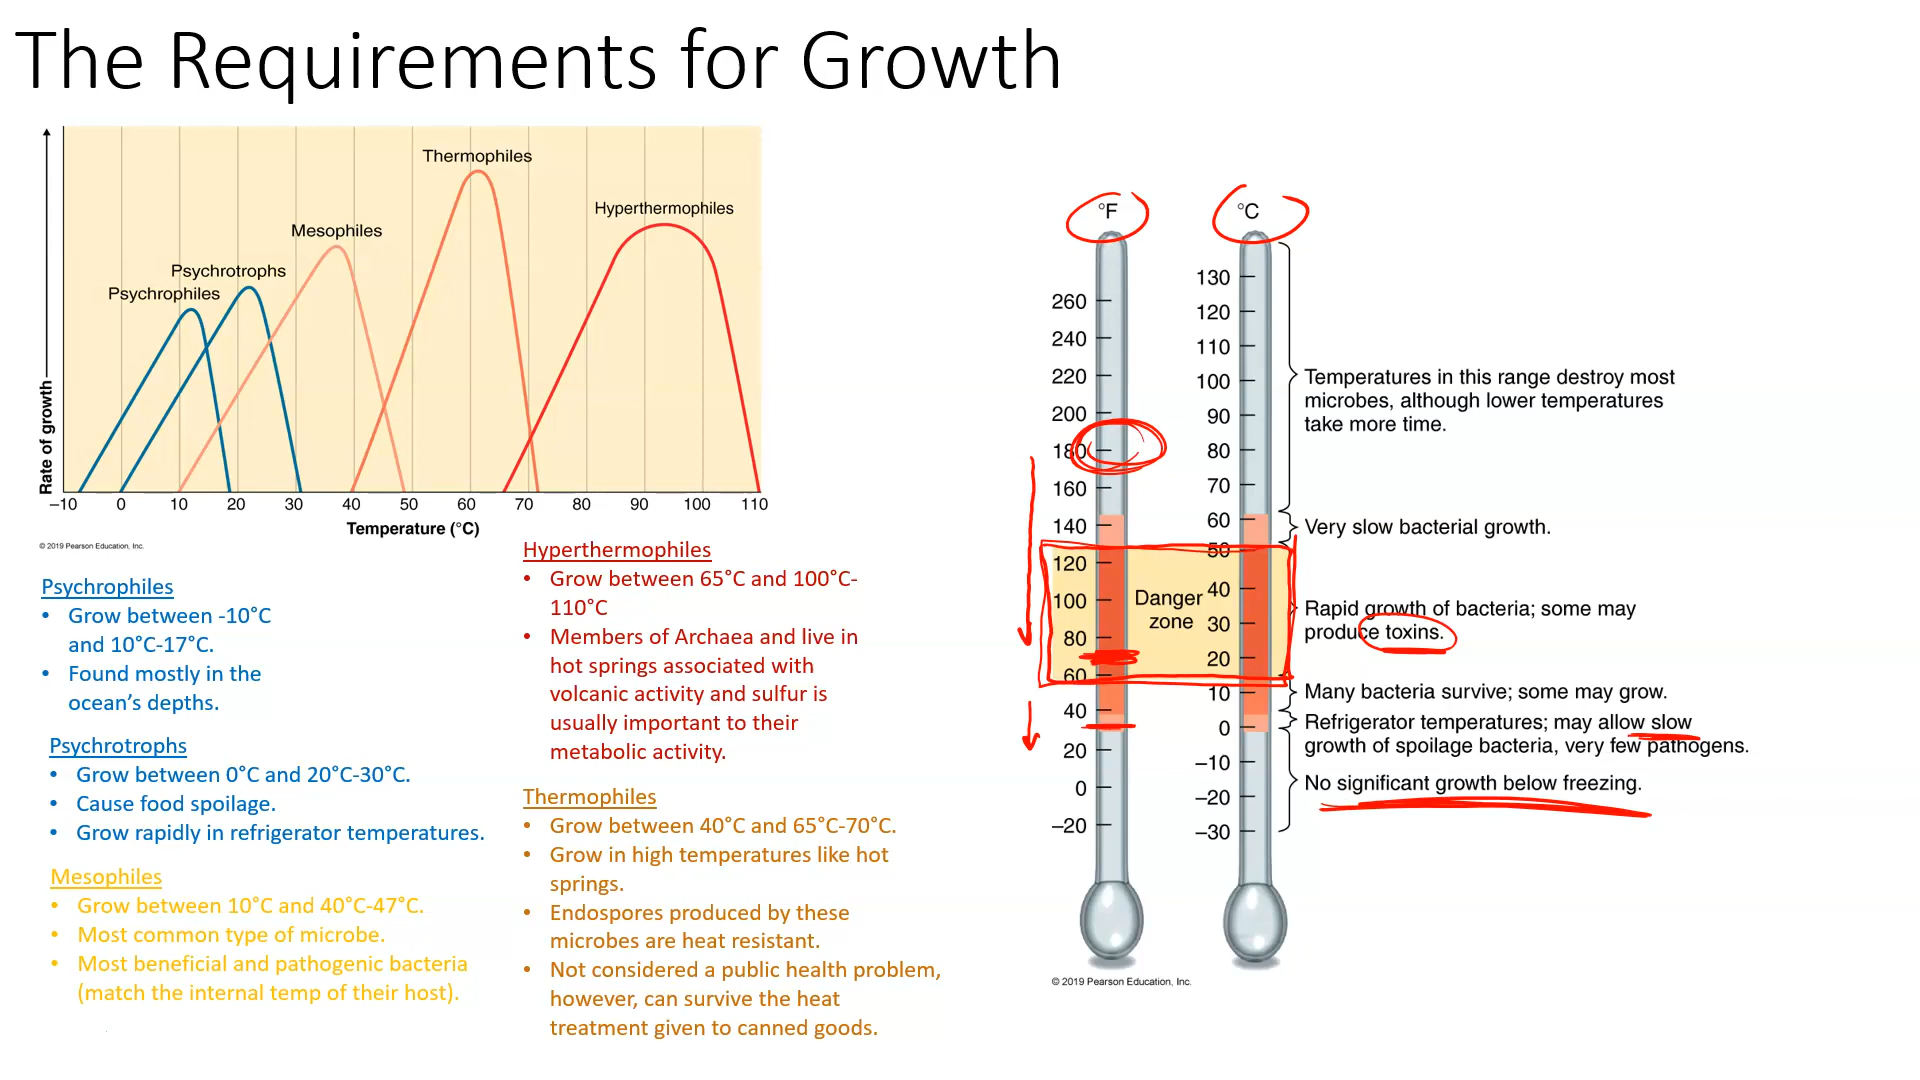 The Requirements for Growth
Thermophiles
Hyperthermophiles
Mesophiles
Psychrotrophs
Psychrophiles
Rate of growth
–10 0 10 20 30 40 50 60 70 80 90 100 110
Temperature (°C)
© 2019 Pearson Education, Inc.
Psychrophiles
• Grow between -10°C
and 10°C-17°C.
• Found mostly in the
ocean’s depths.
Psychrotrophs
• Grow between 0°C and 20°C-30°C.
• Cause food spoilage.
• Grow rapidly in refrigerator temperatures.
Mesophiles
• Grow between 10°C and 40°C-47°C.
• Most common type of microbe.
• Most beneficial and pathogenic bacteria
(match the internal temp of their host).
Hyperthermophiles
• Grow between 65°C and 100°C-
110°C
• Members of Archaea and live in
hot springs associated with
volcanic activity and sulfur is
usually important to their
metabolic activity.
Thermophiles
• Grow between 40°C and 65°C-70°C.
• Grow in high temperatures like hot
springs.
• Endospores produced by these
microbes are heat resistant.
• Not considered a public health problem,
however, can survive the heat
treatment given to canned goods.
°F
260
240
220
200
180
160
140
120
100
80
60
40
20
0
–20
Danger
zone
°C
130
120
110
100
90
80
70
60
50
40
30
20
10
0
–10
–20
–30
Temperatures in this range destroy most
microbes, although lower temperatures
take more time.
Very slow bacterial growth.
Rapid growth of bacteria; some may
produce toxins.
Many bacteria survive; some may grow.
Refrigerator temperatures; may allow slow
growth of spoilage bacteria, very few pathogens.
No significant growth below freezing.
© 2019 Pearson Education, Inc.